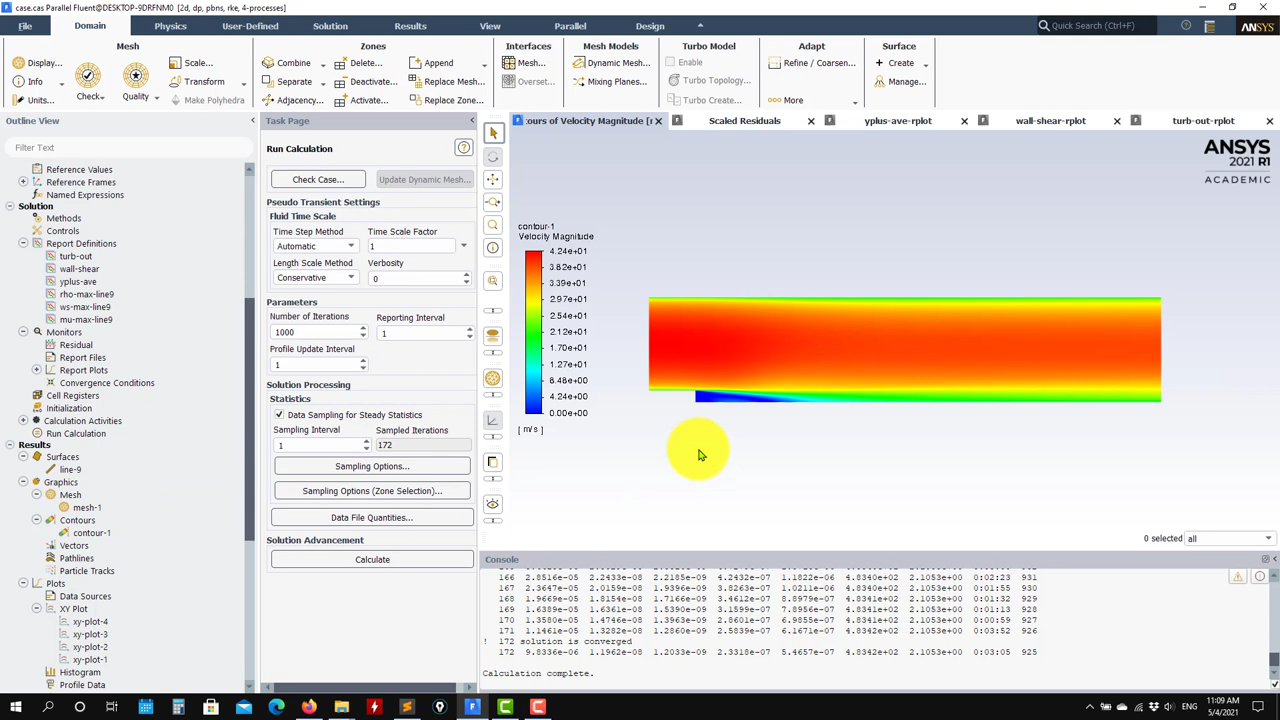 case.cas Parallel Fluent@DESKTOP-9DRFNM0 [2d, dp, pbns, rke, 4-processes]
File Domain Physics User-Defined Solution Results View Parallel Design Quick Search (Ctrl+F) ANSYS
Mesh Zones Interfaces Mesh Models Turbo Model Adapt Surface
Display... Scale... Combine Delete... Append Mesh... Dynamic Mesh... Enable Refine / Coarsen... Create
Info Transform Separate Deactivate... Replace Mesh... Overset... Mixing Planes... Turbo Topology... Manage...
Units... Check Quality Make Polyhedra Adjacency... Activate... Replace Zone... Turbo Create... More
Outline View
Filter Text
Reference Values
Reference Frames
Named Expressions
Solution
Methods
Controls
Report Definitions
turb-out
wall-shear
yplus-ave
rho-max-line9
ws-max-line9
mu-max-line9
Monitors
Residual
Report Files
Report Plots
Convergence Conditions
Cell Registers
Initialization
Calculation Activities
Run Calculation
Results
Surfaces
line-9
Graphics
Mesh
mesh-1
Contours
contour-1
Vectors
Pathlines
Particle Tracks
Plots
Data Sources
XY Plot
xy-plot-4
xy-plot-3
xy-plot-2
xy-plot-1
Histogram
Profile Data
Task Page
Run Calculation
Check Case... Update Dynamic Mesh...
Pseudo Transient Settings
Fluid Time Scale
Time Step Method Time Scale Factor
Automatic 1
Length Scale Method Verbosity
Conservative 0
Parameters
Number of Iterations Reporting Interval
1000 1
Profile Update Interval
1
Solution Processing
Statistics
Data Sampling for Steady Statistics
Sampling Interval Sampled Iterations
1 172
Sampling Options...
Sampling Options (Zone Selection)...
Data File Quantities...
Solution Advancement
Calculate
tours of Velocity Magnitude [r Scaled Residuals yplus-ave-rplot wall-shear-rplot turb-out-rplot
ANSYS
2021 R1
ACADEMIC
contour-1
Velocity Magnitude
4.24e+01
3.82e+01
3.39e+01
2.97e+01
2.54e+01
2.12e+01
1.70e+01
1.27e+01
8.48e+00
4.24e+00
0.00e+00
[ m/s ]
0 selected all
Console
166 2.8516e-05 2.2433e-08 2.2185e-09 4.2432e-07 1.1822e-06 4.8340e+02 2.1053e+00 0:02:23 931
167 2.3647e-05 2.0159e-08 1.9396e-09 3.8263e-07 1.0211e-06 4.8340e+02 2.1053e+00 0:01:55 930
168 1.9669e-05 1.8154e-08 1.7166e-09 3.4612e-07 8.8979e-07 4.8341e+02 2.1053e+00 0:01:32 929
169 1.6389e-05 1.6361e-08 1.5390e-09 3.1599e-07 7.8956e-07 4.8341e+02 2.1053e+00 0:01:13 928
170 1.3580e-05 1.4746e-08 1.3963e-09 2.8601e-07 6.9855e-07 4.8342e+02 2.1053e+00 0:00:59 927
171 1.1461e-05 1.3282e-08 1.2860e-09 2.5839e-07 6.1671e-07 4.8342e+02 2.1053e+00 0:03:52 926
! 172 solution is converged
172 9.8336e-06 1.1962e-08 1.2033e-09 2.3318e-07 5.4657e-07 4.8342e+02 2.1053e+00 0:03:05 925
Calculation complete.
ENG 11:09 AM
5/4/2021